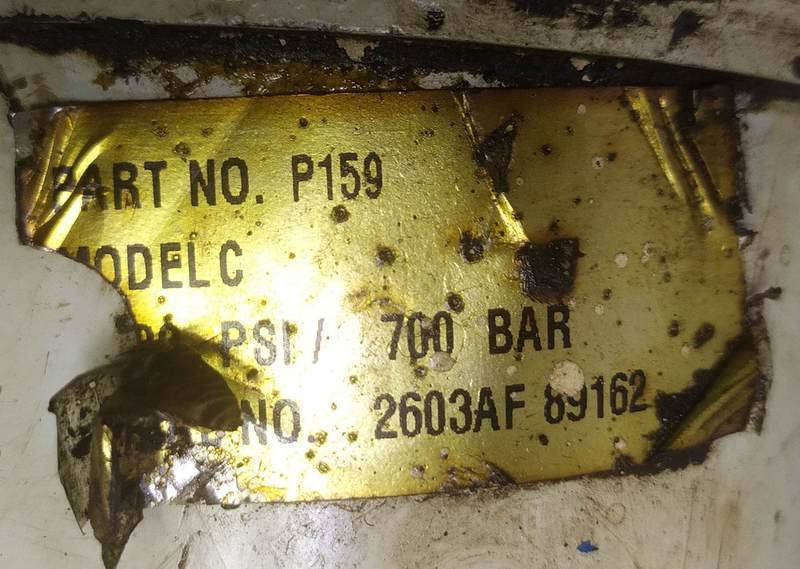 PART NO. P159
MODEL C
PSI / 700 BAR
NO. 2603AF 89162